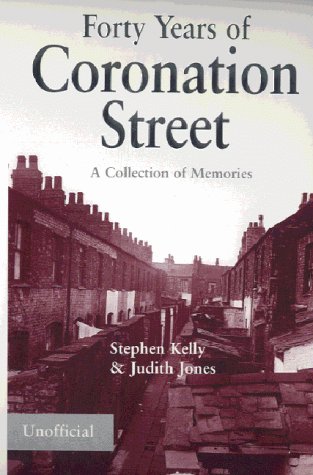 Forty Years of
Coronation
Street
A Collection of Memories
Stephen Kelly
& Judith Jones
Unofficial